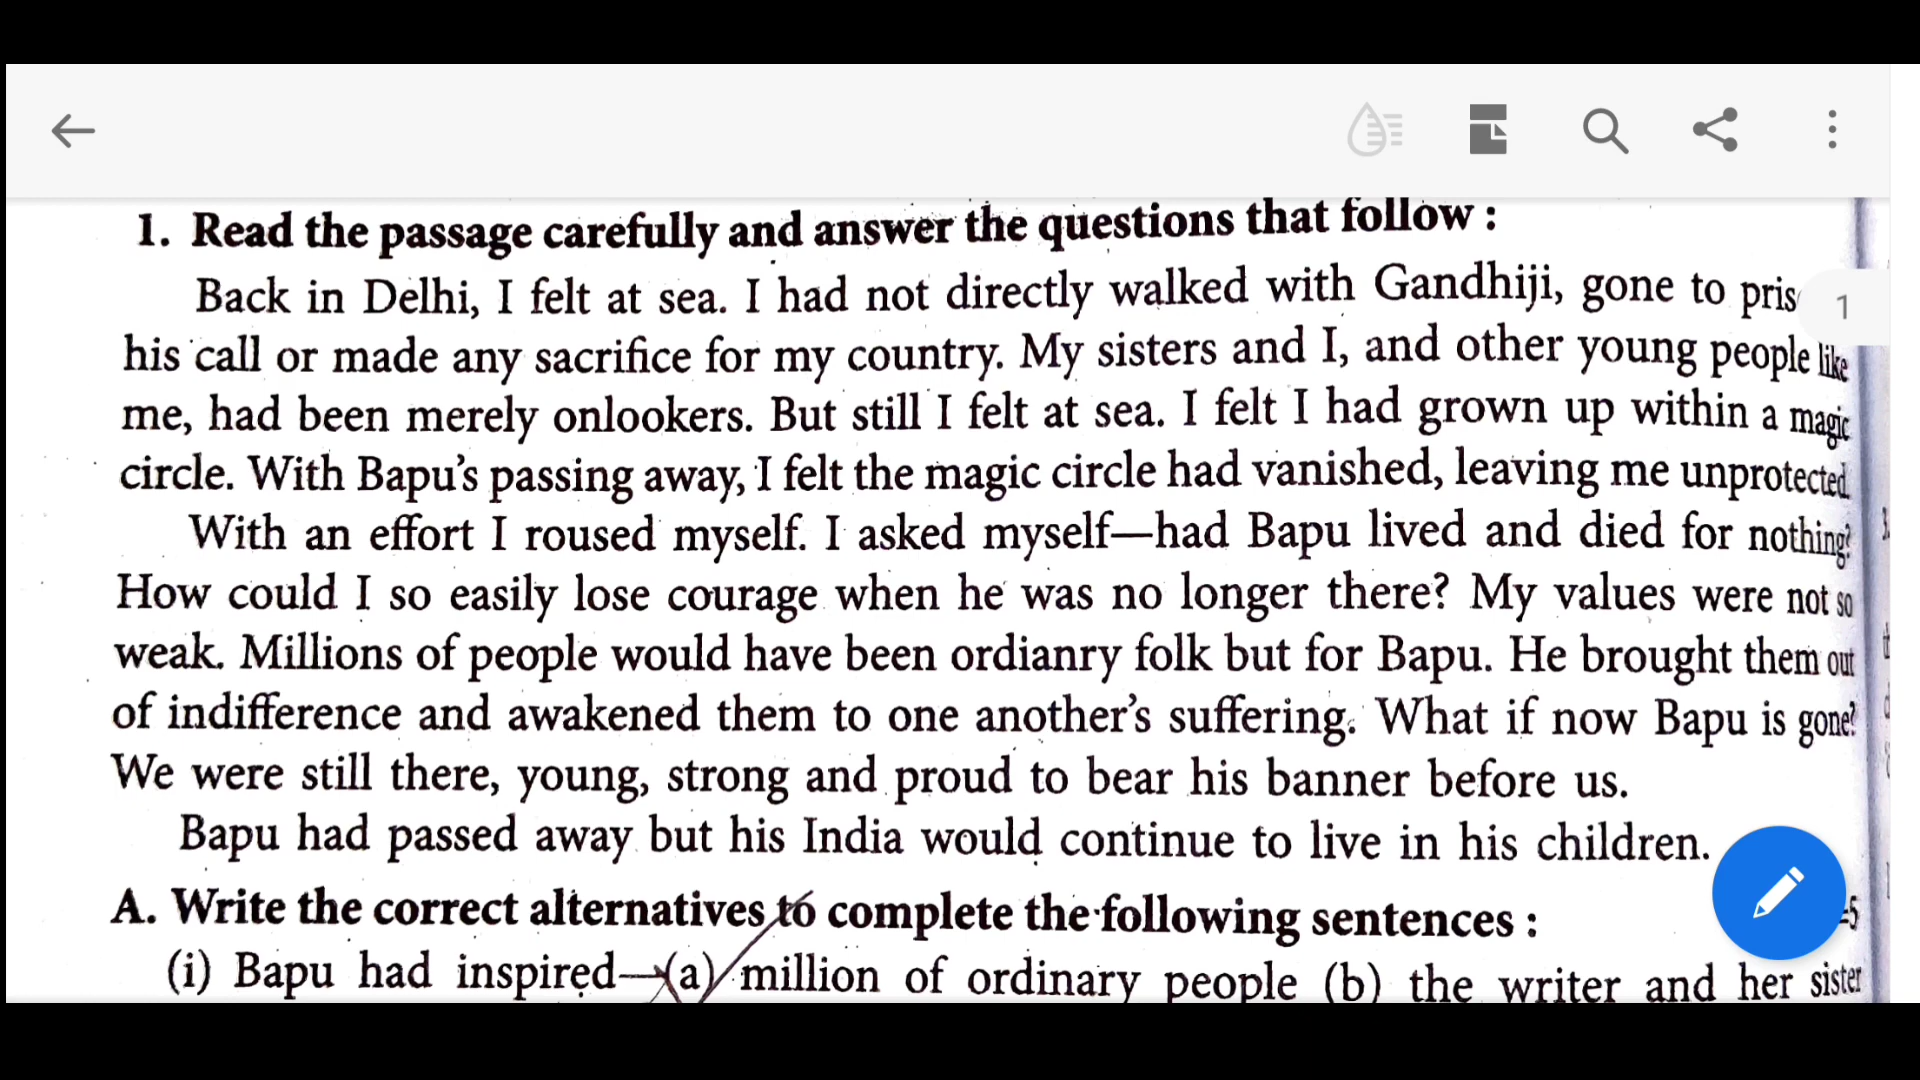 1
1. Read the passage carefully and answer the questions that follow :
Back in Delhi, I felt at sea. I had not directly walked with Gandhiji, gone to
his call or made any sacrifice for my country. My sisters and I, and other young people like
me, had been merely onlookers. But still I felt at sea. I felt I had grown up within a magic
circle. With Bapu's passing away, I felt the magic circle had vanished, leaving me unprotected
With an effort I roused myself. I asked myself—had Bapu lived and died for nothing?
How could I so easily lose courage when he was no longer there? My values were not so
weak. Millions of people would have been ordianry folk but for Bapu. He brought them out
of indifference and awakened them to one another's suffering. What if now Bapu is gone?
We were still there, young, strong and proud to bear his banner before us.
Bapu had passed away but his India would continue to live in his children.
A. Write the correct alternatives to complete the following sentences : =5
(i) Bapu had inspired—(a) million of ordinary people (b) the writer and her sister